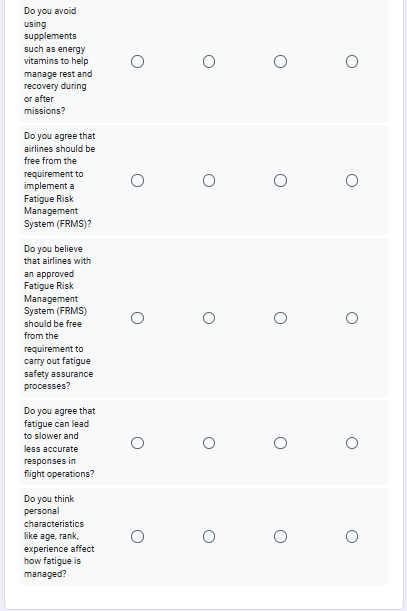 Do you avoid
using
supplements
such as energy
vitamins to help
manage rest and
recovery during
or after
missions?
Do you agree that
airlines should be
free from the
requirement to
implement a
Fatigue Risk
Management
System (FRMS)?
Do you believe
that airlines with
an approved
Fatigue Risk
Management
System (FRMS)
should be free
from the
requirement to
carry out fatigue
safety assurance
processes?
Do you agree that
fatigue can lead
to slower and
less accurate
responses in
flight operations?
Do you think
personal
characteristics
like age, rank,
experience affect
how fatigue is
managed?